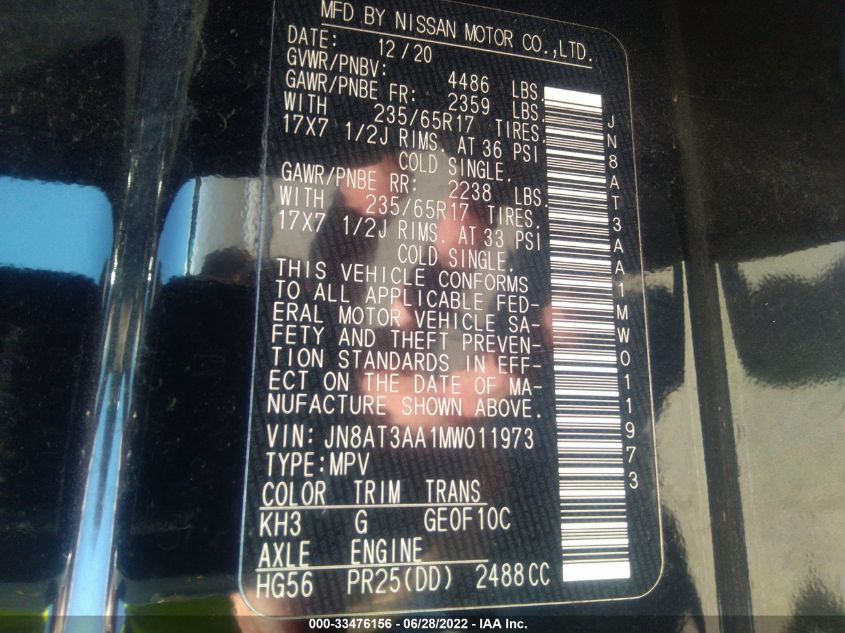 MFD BY NISSAN MOTOR CO.,LTD.
DATE: 12/20
GVWR/PNBV: 4486 LBS.
GAWR/PNBE FR: 2359 LBS.
WITH 235/65R17 TIRES.
17X7 1/2J RIMS. AT 36 PSI
COLD SINGLE.
GAWR/PNBE RR: 2238 LBS.
WITH 235/65R17 TIRES.
17X7 1/2J RIMS. AT 33 PSI
COLD SINGLE.
THIS VEHICLE CONFORMS
TO ALL APPLICABLE FED-
ERAL MOTOR VEHICLE SA-
FETY AND THEFT PREVEN-
TION STANDARDS IN EFF-
ECT ON THE DATE OF MA-
NUFACTURE SHOWN ABOVE.
VIN: JN8AT3AA1MW011973
TYPE:MPV
COLOR TRIM TRANS
KH3 G GE0F10C
AXLE ENGINE
HG56 PR25(DD) 2488CC
JN8AT3AA1MW011973
000-33476156 - 06/28/2022 - IAA Inc.